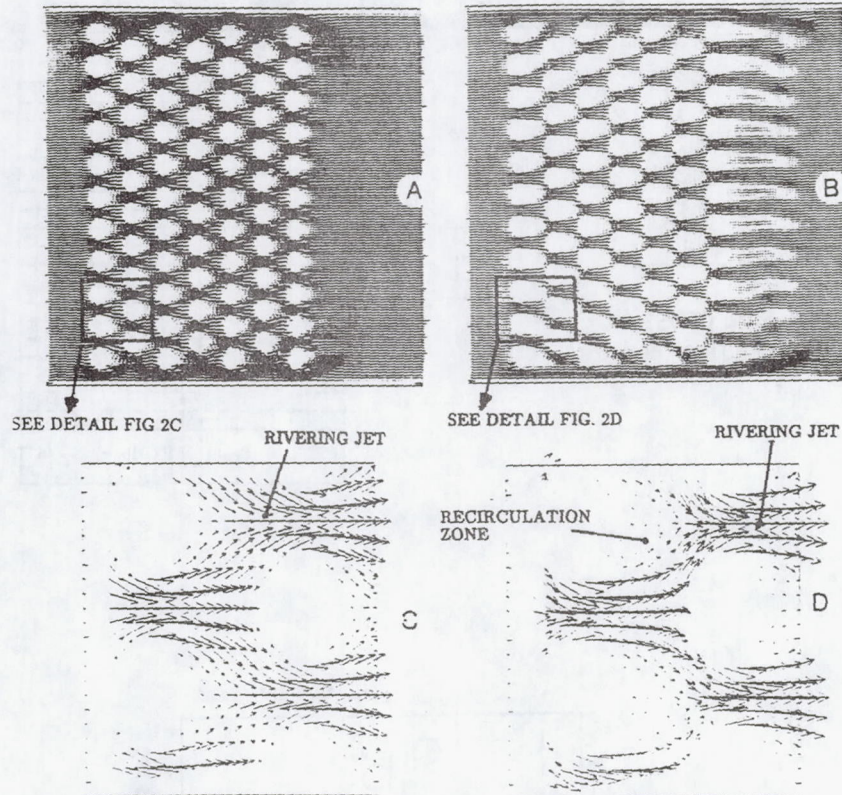 A
B
SEE DETAIL FIG 2C
SEE DETAIL FIG. 2D
RIVERING JET
RIVERING JET
RECIRCULATION
ZONE
C
D